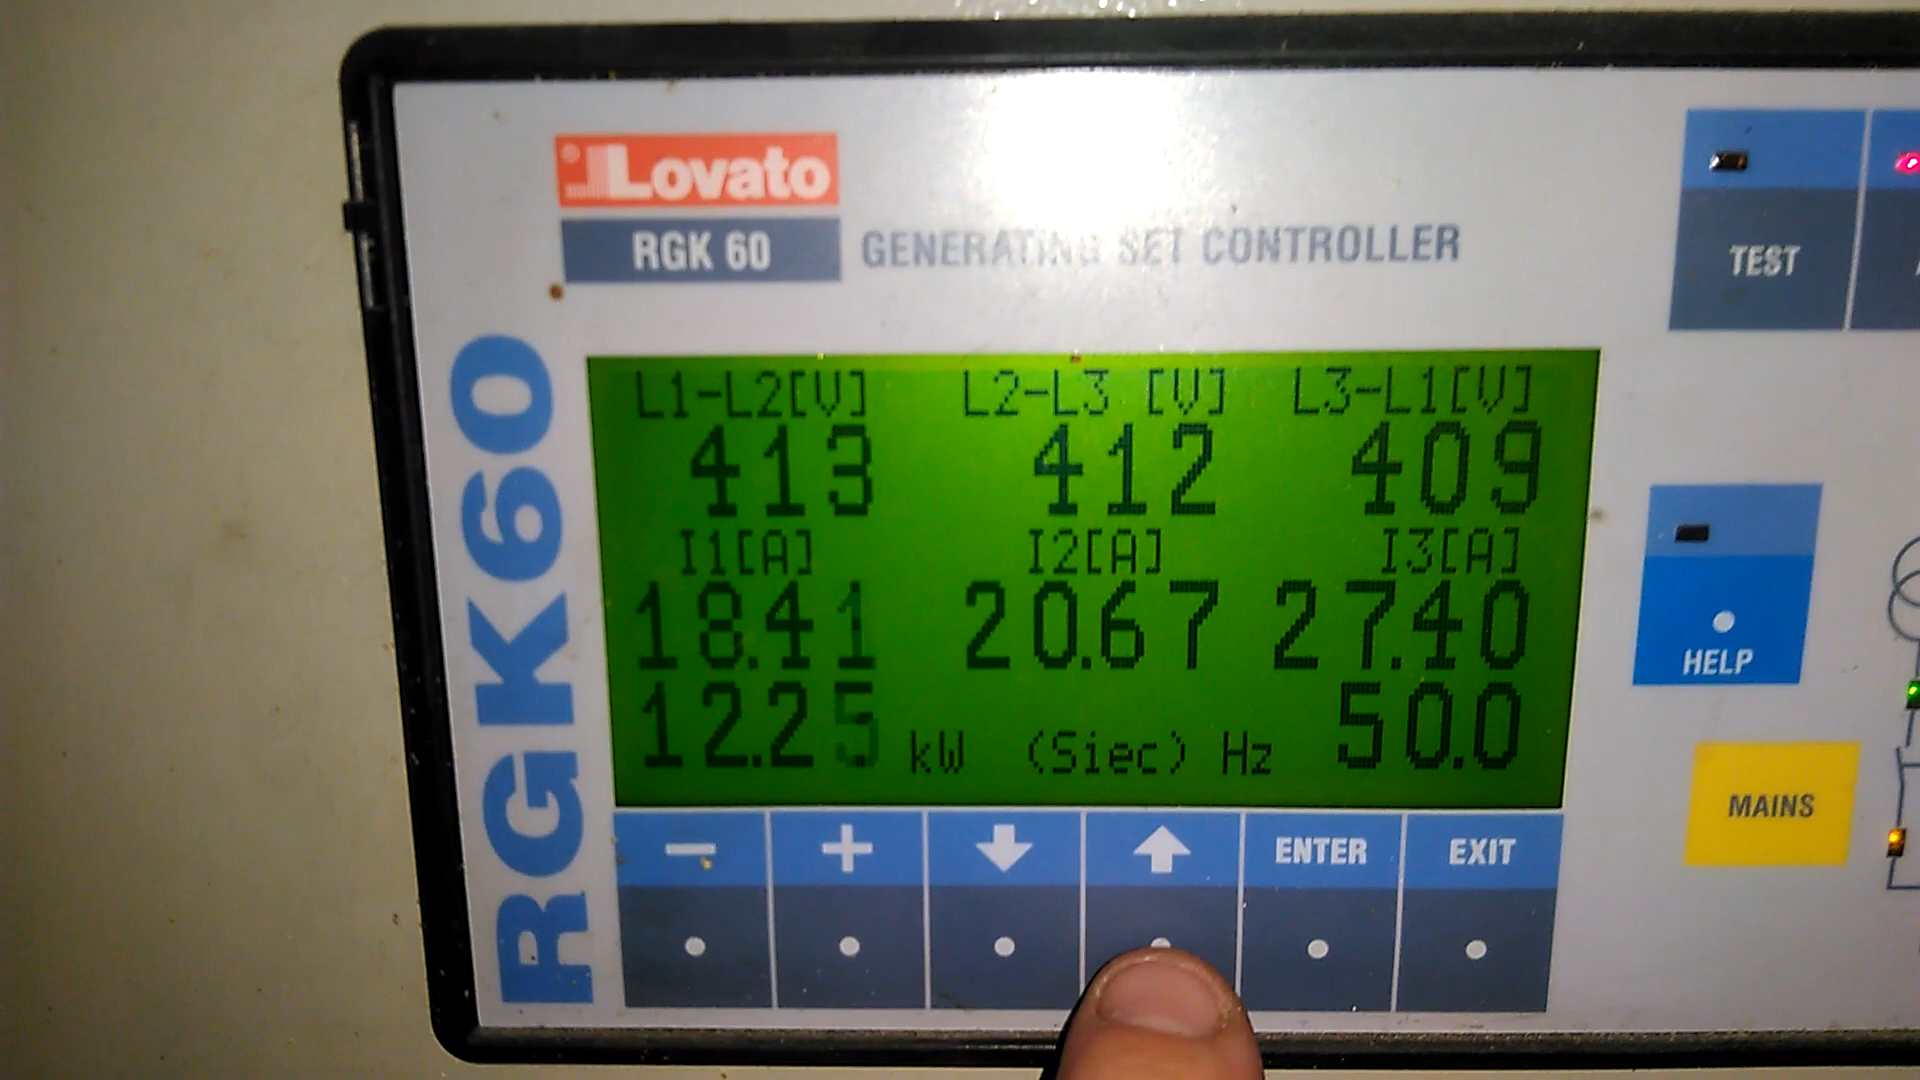 Lovato
RGK 60 GENERATING SET CONTROLLER
TEST
RGK60
L1-L2[V] L2-L3 [V] L3-L1[V]
413 412 409
I1[A] I2[A] I3[A]
18.41 20.67 27.40
12.25 kW (Siec) Hz 50.0
HELP
MAINS
− +
ENTER EXIT